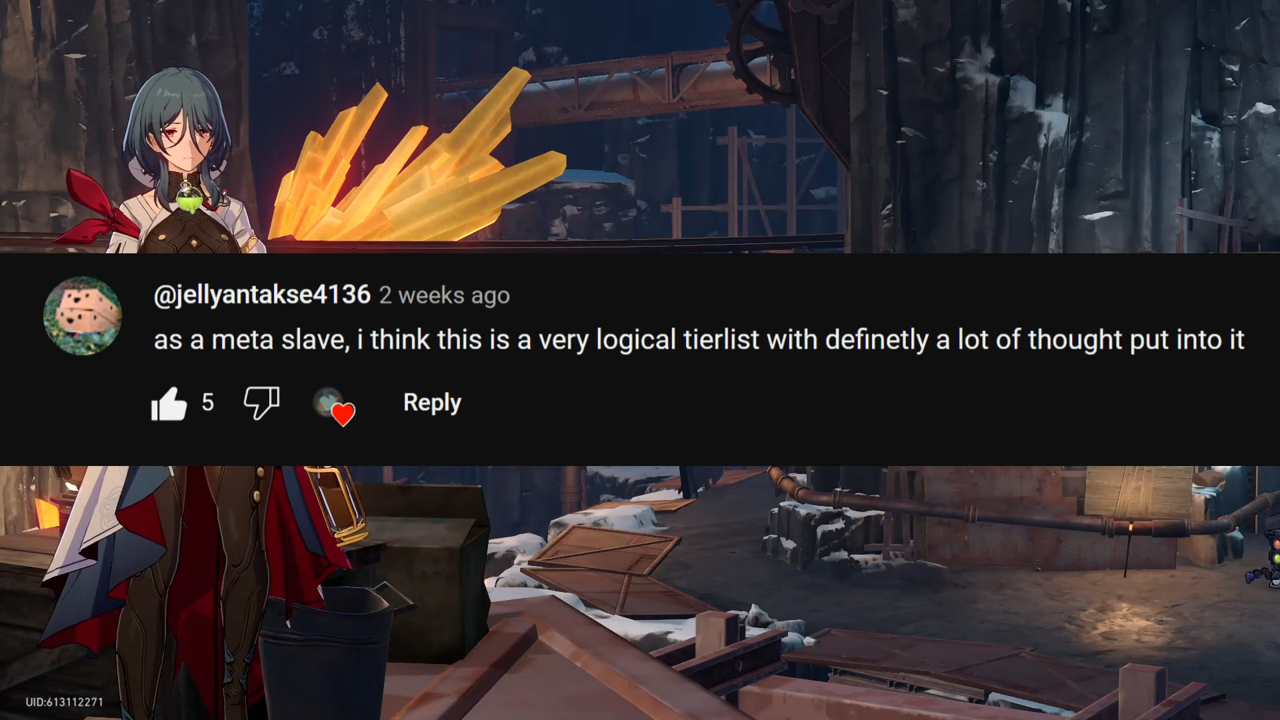 @jellyantakse4136 2 weeks ago
as a meta slave, i think this is a very logical tierlist with definetly a lot of thought put into it
5 Reply
UID:613112271